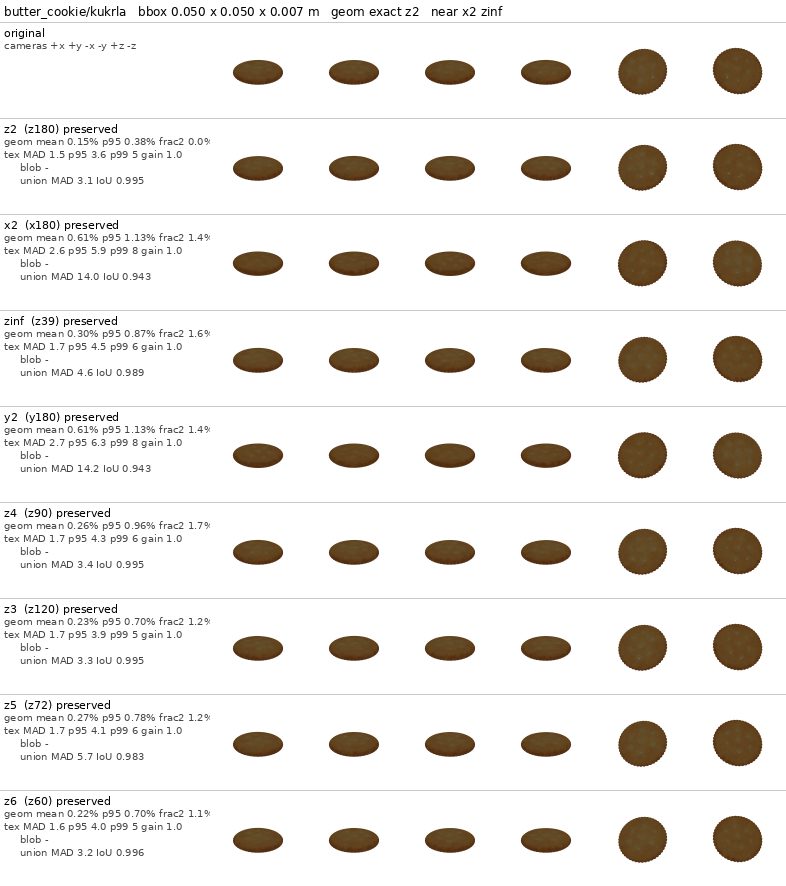 butter_cookie/kukrla   bbox 0.050 x 0.050 x 0.007 m   geom exact z2   near x2 zinf
original
cameras +x +y -x -y +z -z
z2  (z180) preserved
geom mean 0.15% p95 0.38% frac2 0.0%
tex MAD 1.5 p95 3.6 p99 5 gain 1.0
blob -
union MAD 3.1 IoU 0.995
x2  (x180) preserved
geom mean 0.61% p95 1.13% frac2 1.4%
tex MAD 2.6 p95 5.9 p99 8 gain 1.0
blob -
union MAD 14.0 IoU 0.943
zinf  (z39) preserved
geom mean 0.30% p95 0.87% frac2 1.6%
tex MAD 1.7 p95 4.5 p99 6 gain 1.0
blob -
union MAD 4.6 IoU 0.989
y2  (y180) preserved
geom mean 0.61% p95 1.13% frac2 1.4%
tex MAD 2.7 p95 6.3 p99 8 gain 1.0
blob -
union MAD 14.2 IoU 0.943
z4  (z90) preserved
geom mean 0.26% p95 0.96% frac2 1.7%
tex MAD 1.7 p95 4.3 p99 6 gain 1.0
blob -
union MAD 3.4 IoU 0.995
z3  (z120) preserved
geom mean 0.23% p95 0.70% frac2 1.2%
tex MAD 1.7 p95 3.9 p99 5 gain 1.0
blob -
union MAD 3.3 IoU 0.995
z5  (z72) preserved
geom mean 0.27% p95 0.78% frac2 1.2%
tex MAD 1.7 p95 4.1 p99 6 gain 1.0
blob -
union MAD 5.7 IoU 0.983
z6  (z60) preserved
geom mean 0.22% p95 0.70% frac2 1.1%
tex MAD 1.6 p95 4.0 p99 5 gain 1.0
blob -
union MAD 3.2 IoU 0.996